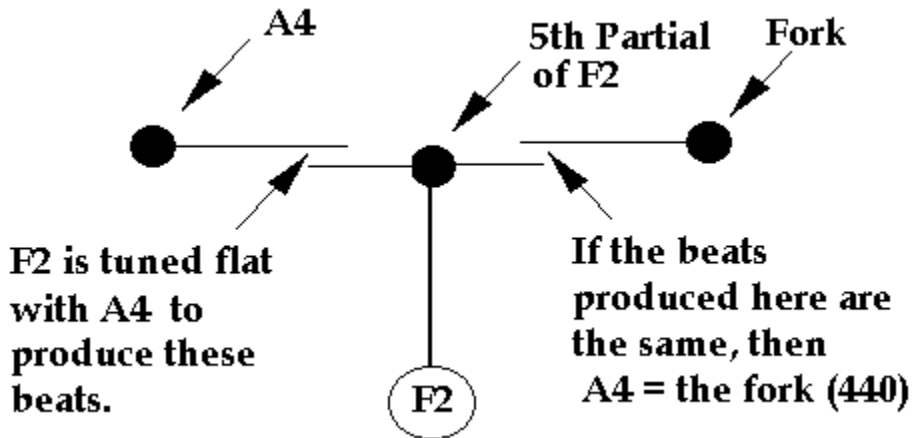 A4
5th Partial
of F2
Fork
F2 is tuned flat
with A4 to
produce these
beats.
If the beats
produced here are
the same, then
A4 = the fork (440)
F2